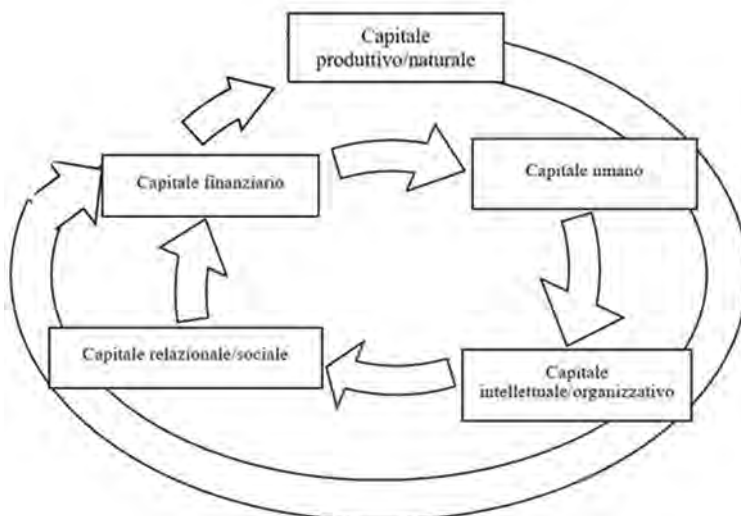 Capitale
produttivo/naturale
Capitale finanziario
Capitale umano
Capitale relazionale/sociale
Capitale
intellettuale/organizzativo